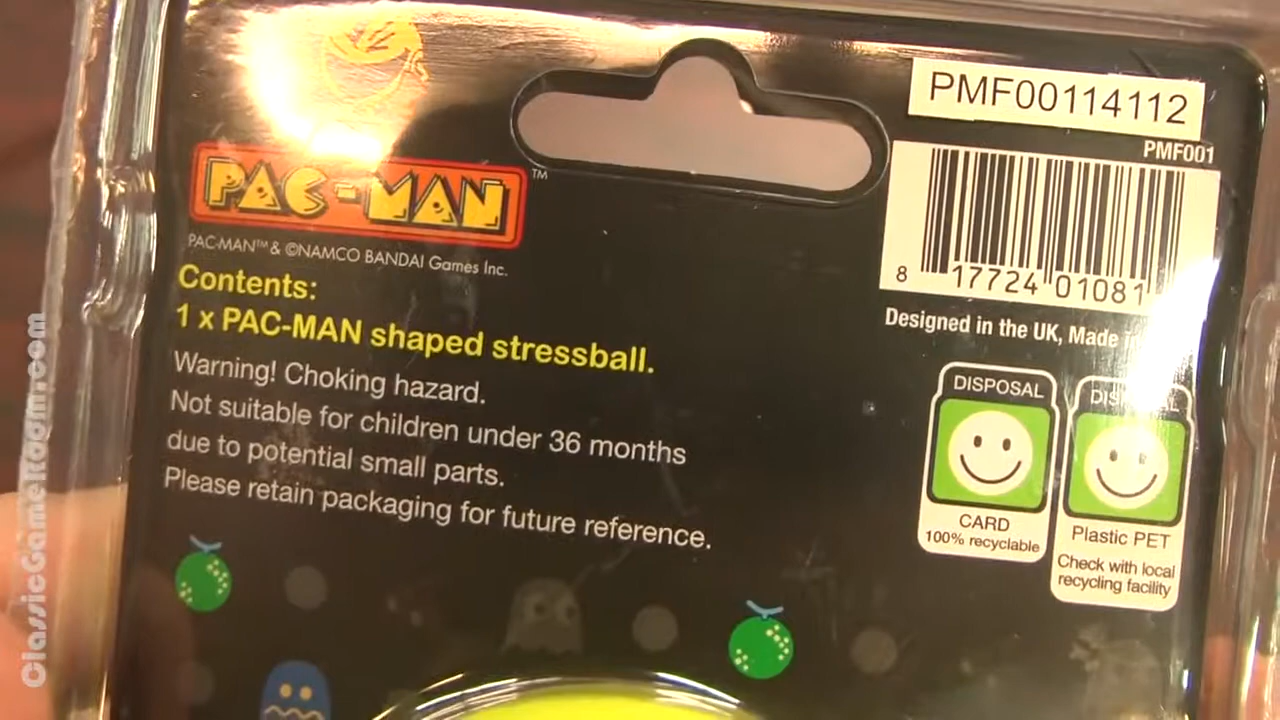 PMF00114112
PMF001
PAC-MAN™
PAC-MAN™ & ©NAMCO BANDAI Games Inc.
8 17724 01081
Contents:
1 x PAC-MAN shaped stressball.
Designed in the UK, Made
Warning! Choking hazard.
Not suitable for children under 36 months
due to potential small parts.
Please retain packaging for future reference.
DISPOSAL
CARD
100% recyclable
DISPOSAL
Plastic PET
Check with local
recycling facility
ClassicGameRoom.com